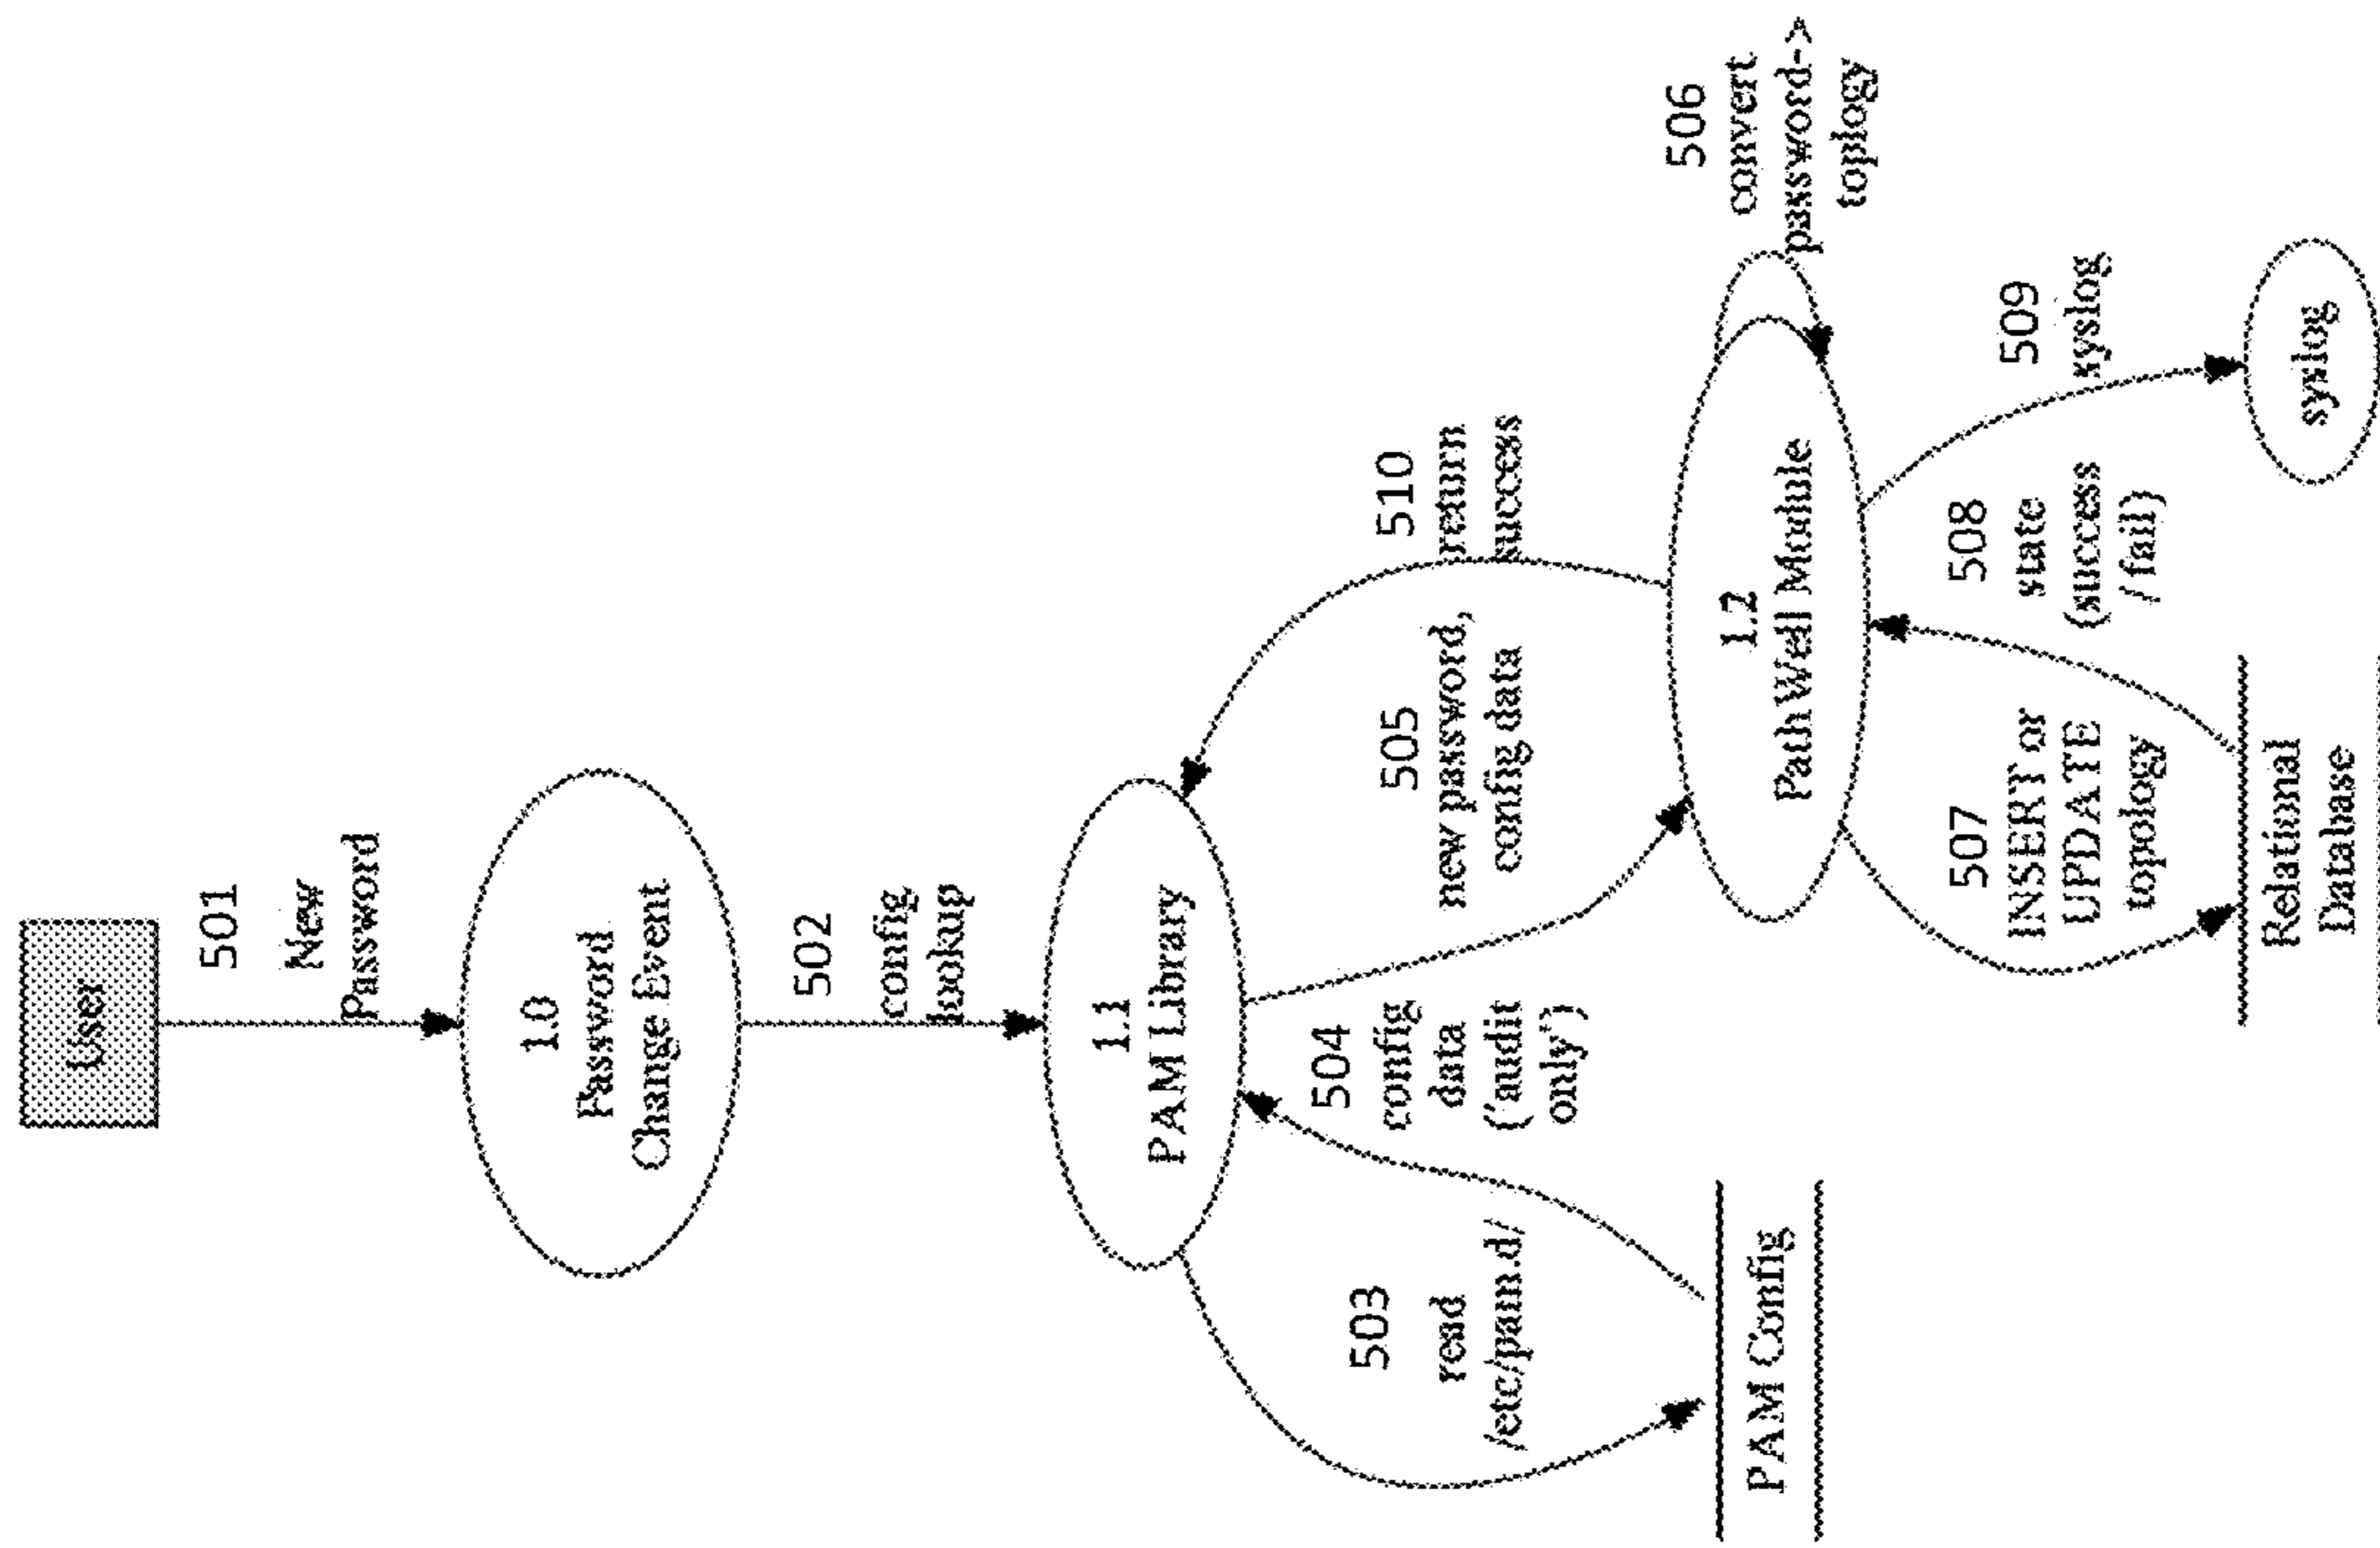 User
501
New
Password
1.0
Password
Change Event
502
config
lookup
1.1
PAM Library
503
read
/etc/pam.d/
504
config
data
('audit
only')
PAM Config
505
new password,
config data
510
return
success
1.2
PathWell Module
506
convert
password->
toplogy
507
INSERT or
UPDATE
topology
508
state
(success
/fail)
509
syslog
Relational
Database
syslog